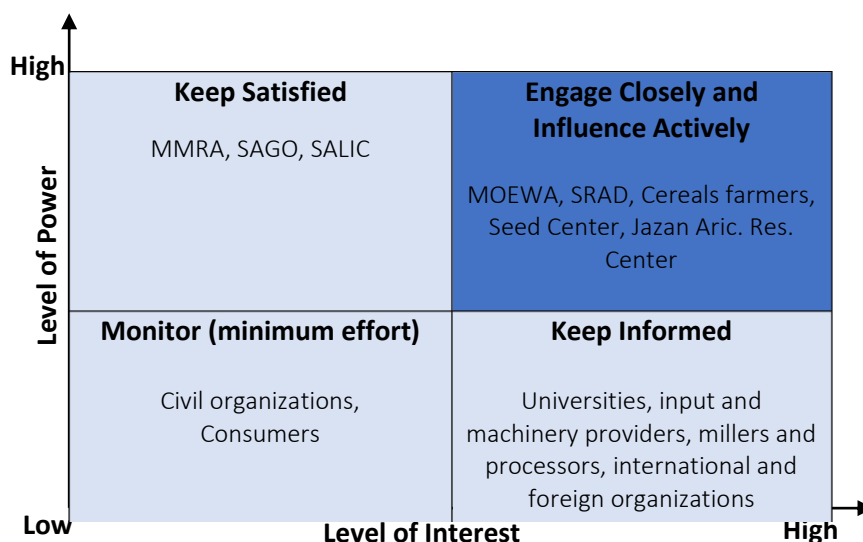 High
Level of Power
Keep Satisfied
MMRA, SAGO, SALIC
Engage Closely and
Influence Actively
MOEWA, SRAD, Cereals farmers,
Seed Center, Jazan Aric. Res.
Center
Monitor (minimum effort)
Civil organizations,
Consumers
Keep Informed
Universities, input and
machinery providers, millers and
processors, international and
foreign organizations
Low
Level of Interest
High